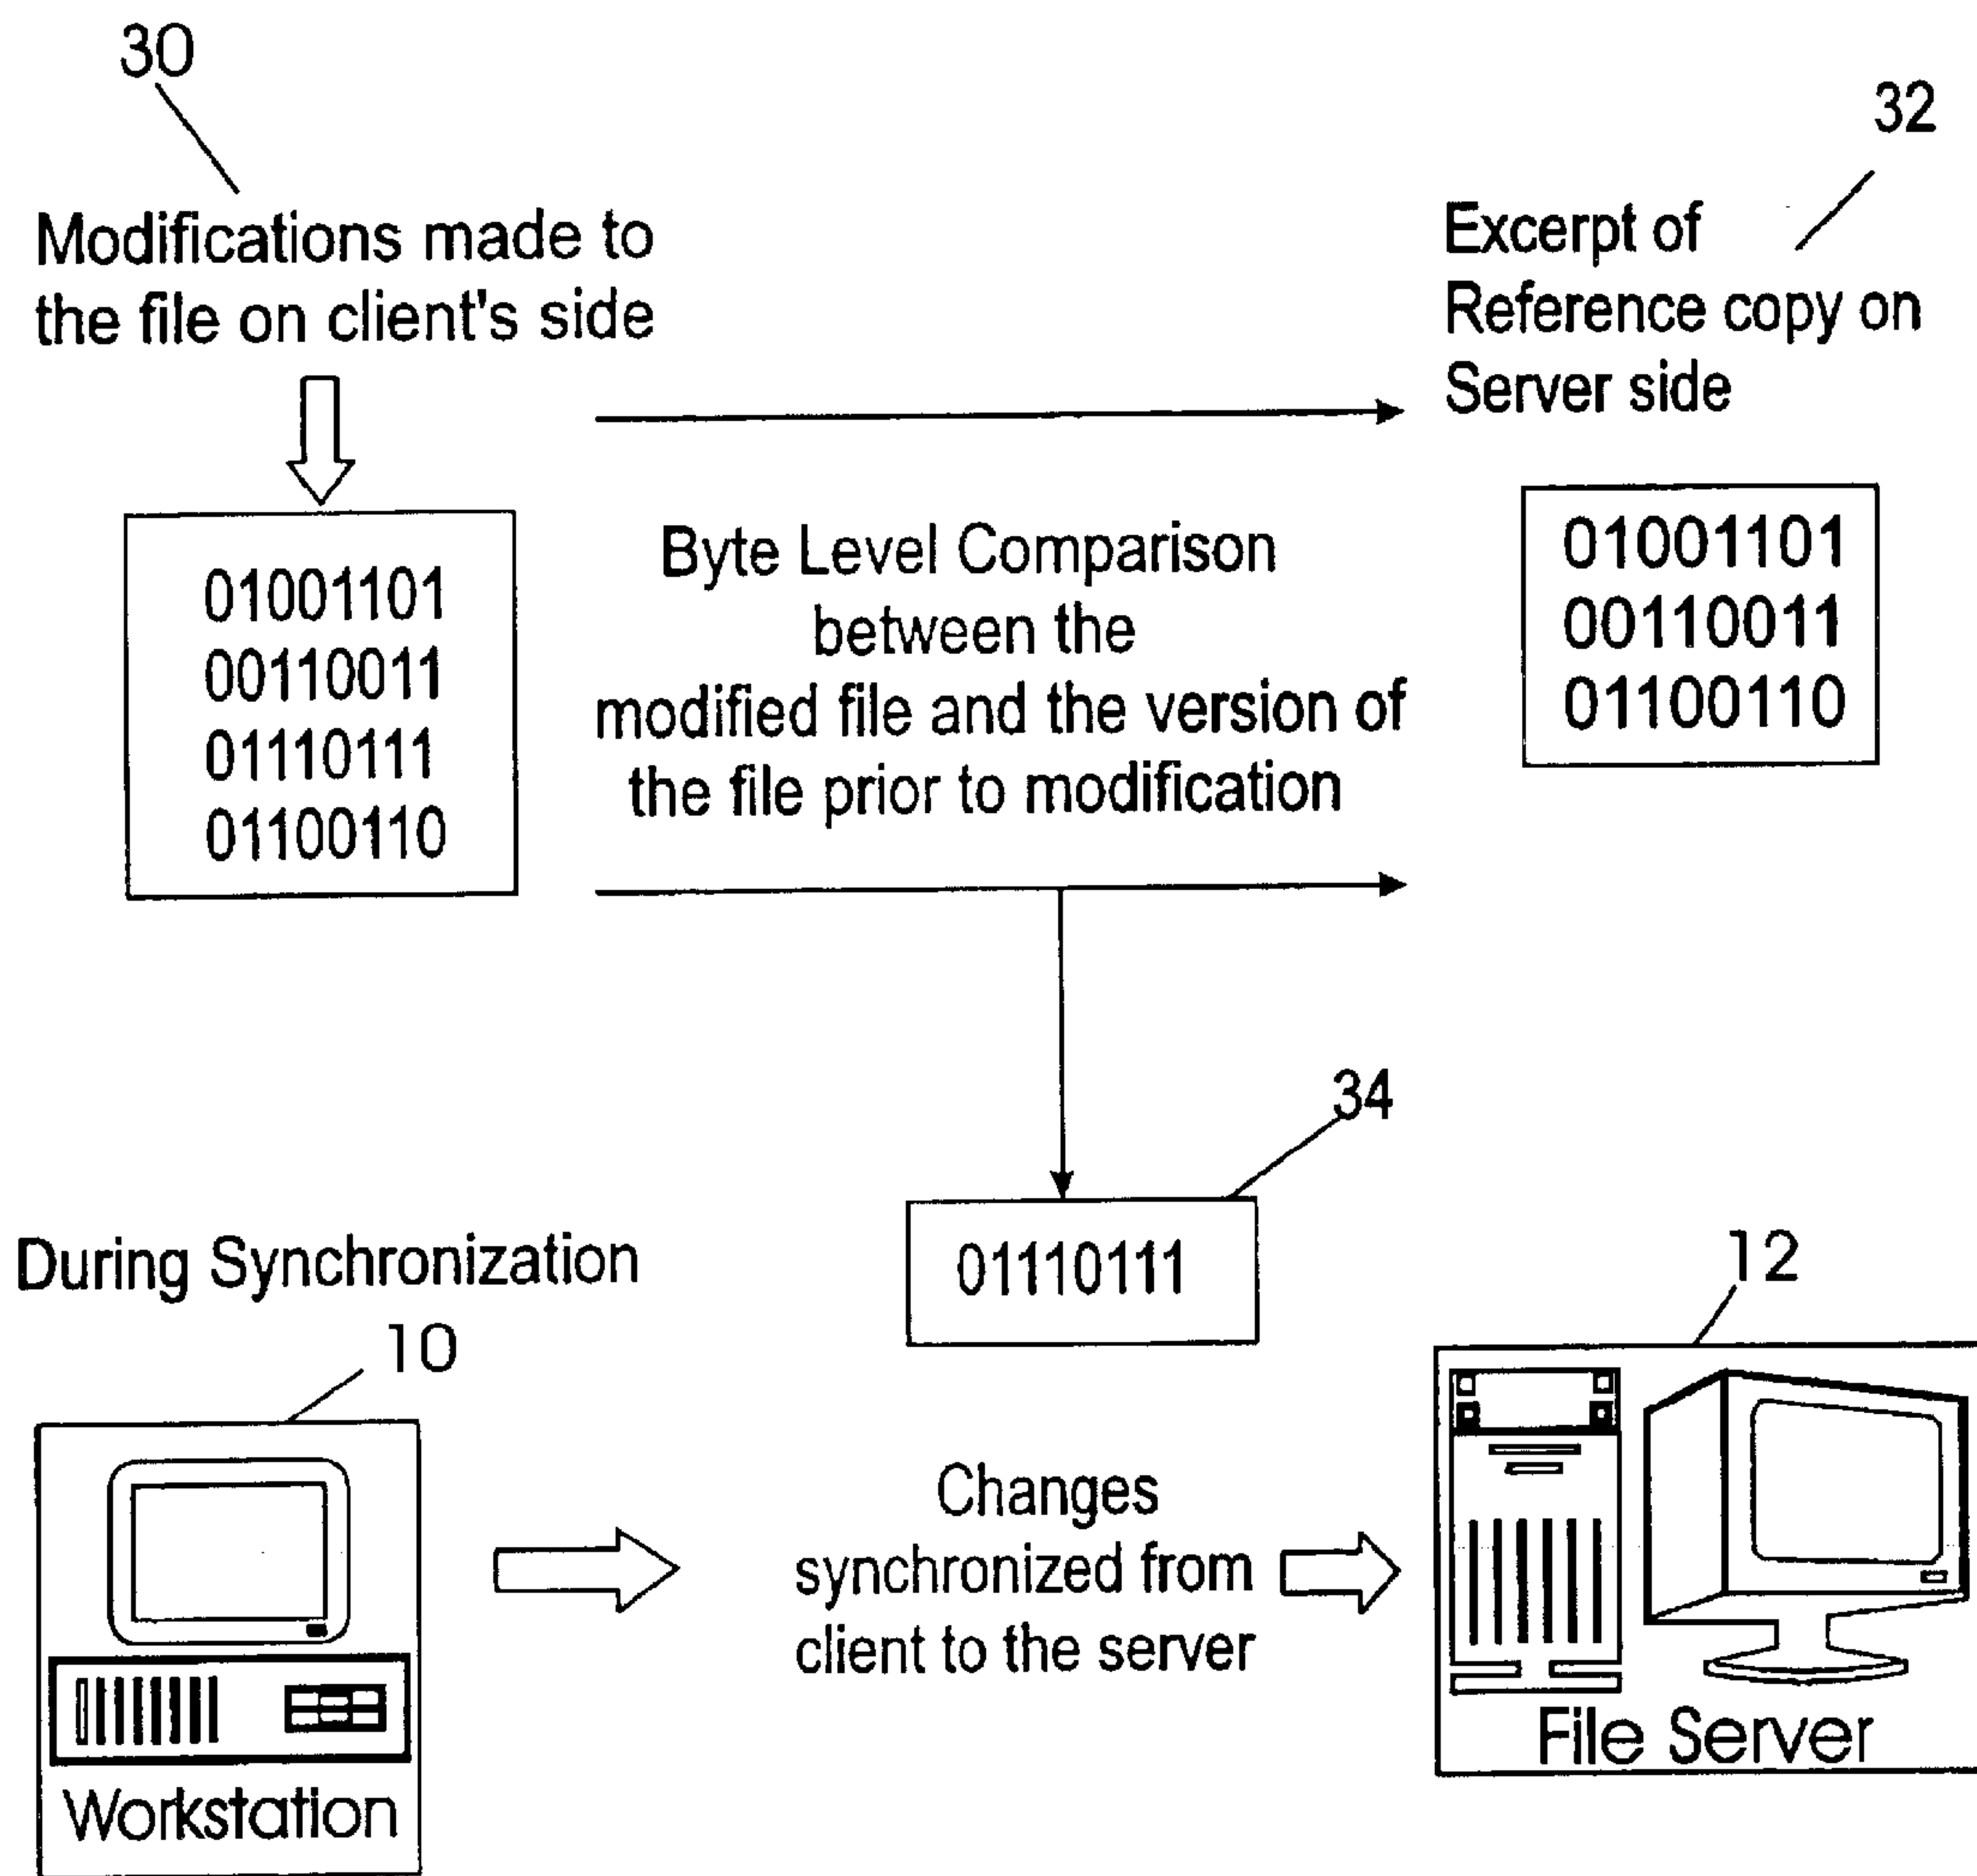 30
Modifications made to
the file on client's side
32
Excerpt of
Reference copy on
Server side
01001101
00110011
01110111
01100110
Byte Level Comparison
between the
modified file and the version of
the file prior to modification
01001101
00110011
01100110
34
01110111
During Synchronization
10
Workstation
Changes
synchronized from
client to the server
12
File Server